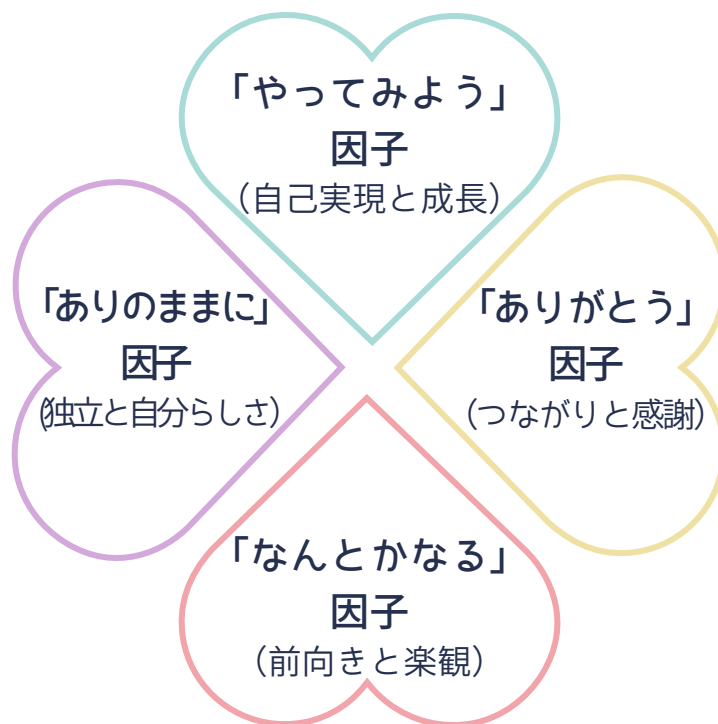 「やってみよう」
因子
（自己実現と成長）
「ありのままに」
因子
（独立と自分らしさ）
「ありがとう」
因子
（つながりと感謝）
「なんとかなる」
因子
（前向きと楽観）